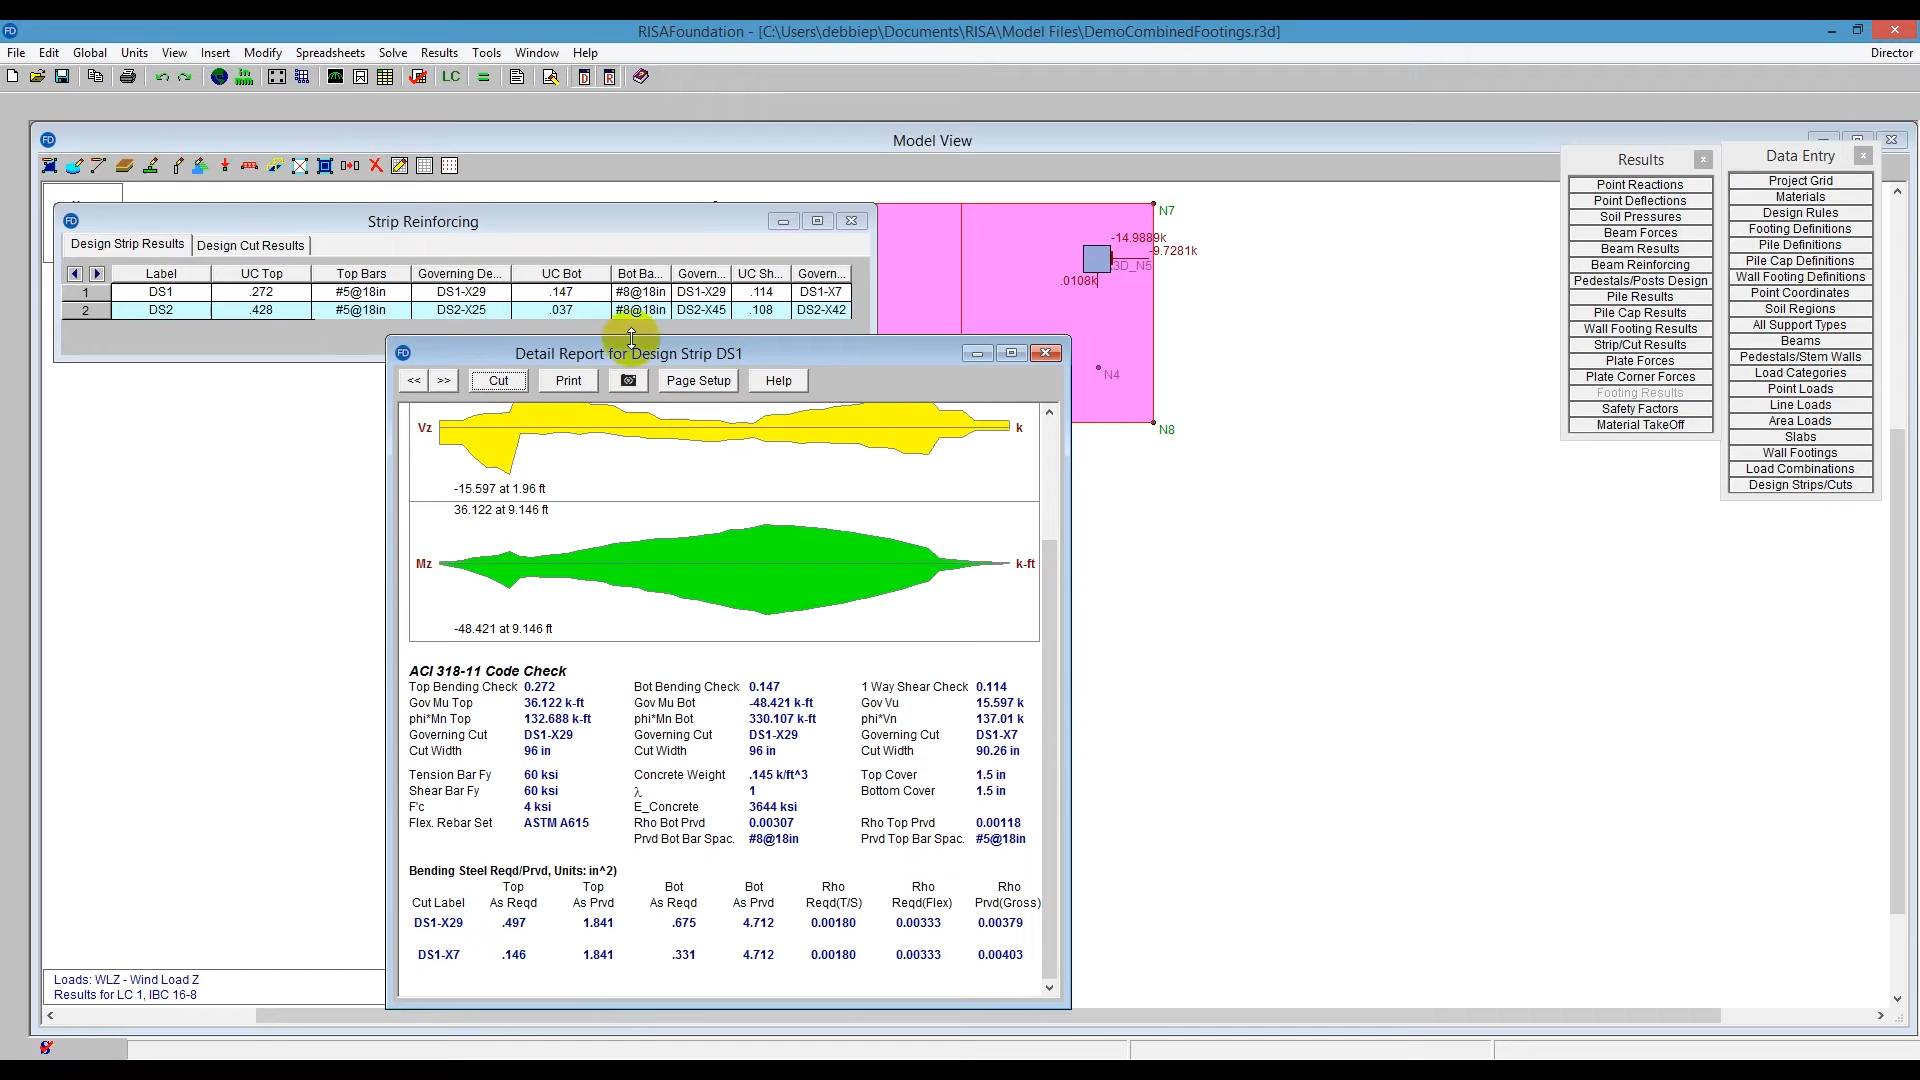 RISAFoundation - [C:\Users\debbiep\Documents\RISA\Model Files\DemoCombinedFootings.r3d]
File Edit Global Units View Insert Modify Spreadsheets Solve Results Tools Window Help Director
LC
Model View
Results
Point Reactions
Point Deflections
Soil Pressures
Beam Forces
Beam Results
Beam Reinforcing
Pedestals/Posts Design
Pile Results
Pile Cap Results
Wall Footing Results
Strip/Cut Results
Plate Forces
Plate Corner Forces
Footing Results
Safety Factors
Material TakeOff
Data Entry
Project Grid
Materials
Design Rules
Footing Definitions
Pile Definitions
Pile Cap Definitions
Wall Footing Definitions
Point Coordinates
Soil Regions
All Support Types
Beams
Pedestals/Stem Walls
Load Categories
Point Loads
Line Loads
Area Loads
Slabs
Wall Footings
Load Combinations
Design Strips/Cuts
Strip Reinforcing
Design Strip Results Design Cut Results
Label UC Top Top Bars Governing De... UC Bot Bot Ba... Govern... UC Sh... Govern...
1 DS1 .272 #5@18in DS1-X29 .147 #8@18in DS1-X29 .114 DS1-X7
2 DS2 .428 #5@18in DS2-X25 .037 #8@18in DS2-X45 .108 DS2-X42
N7
-14.9889k
-9.7281k
3D_N5
.0108k
N4
N8
Detail Report for Design Strip DS1
<< >> Cut Print Page Setup Help
Vz k
-15.597 at 1.96 ft
36.122 at 9.146 ft
Mz k-ft
-48.421 at 9.146 ft
ACI 318-11 Code Check
Top Bending Check 0.272 Bot Bending Check 0.147 1 Way Shear Check 0.114
Gov Mu Top 36.122 k-ft Gov Mu Bot -48.421 k-ft Gov Vu 15.597 k
phi*Mn Top 132.688 k-ft phi*Mn Bot 330.107 k-ft phi*Vn 137.01 k
Governing Cut DS1-X29 Governing Cut DS1-X29 Governing Cut DS1-X7
Cut Width 96 in Cut Width 96 in Cut Width 90.26 in
Tension Bar Fy 60 ksi Concrete Weight .145 k/ft^3 Top Cover 1.5 in
Shear Bar Fy 60 ksi λ 1 Bottom Cover 1.5 in
F'c 4 ksi E_Concrete 3644 ksi
Flex. Rebar Set ASTM A615 Rho Bot Prvd 0.00307 Rho Top Prvd 0.00118
Prvd Bot Bar Spac. #8@18in Prvd Top Bar Spac. #5@18in
Bending Steel Reqd/Prvd, Units: in^2)
Top Top Bot Bot Rho Rho Rho
Cut Label As Reqd As Prvd As Reqd As Prvd Reqd(T/S) Reqd(Flex) Prvd(Gross)
DS1-X29 .497 1.841 .675 4.712 0.00180 0.00333 0.00379
DS1-X7 .146 1.841 .331 4.712 0.00180 0.00333 0.00403
Loads: WLZ - Wind Load Z
Results for LC 1, IBC 16-8